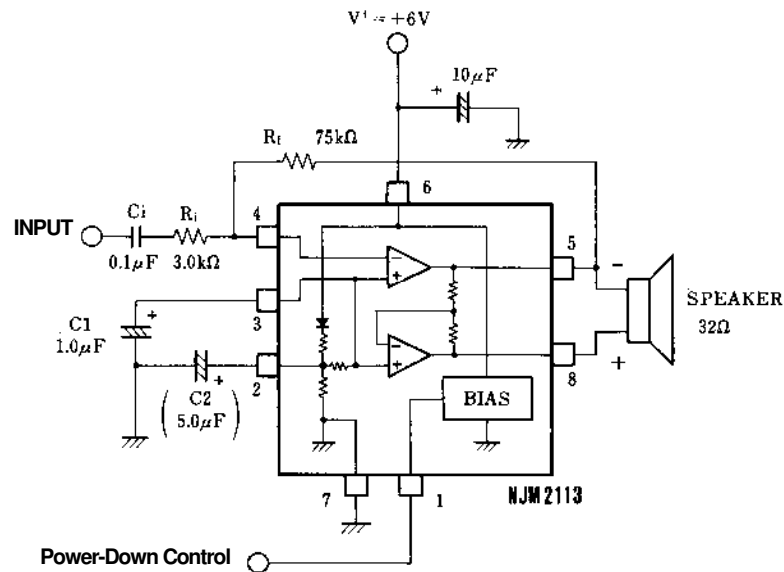 V⁺ = +6V
10μF
+
Rf 75kΩ
6
INPUT
Ci
Ri
4
0.1μF 3.0kΩ
5
−
+
−
SPEAKER
32Ω
+
3
C1
1.0μF
+
C2
(5.0μF)
+
2
−
+
8
BIAS
7
1
NJM2113
Power-Down Control